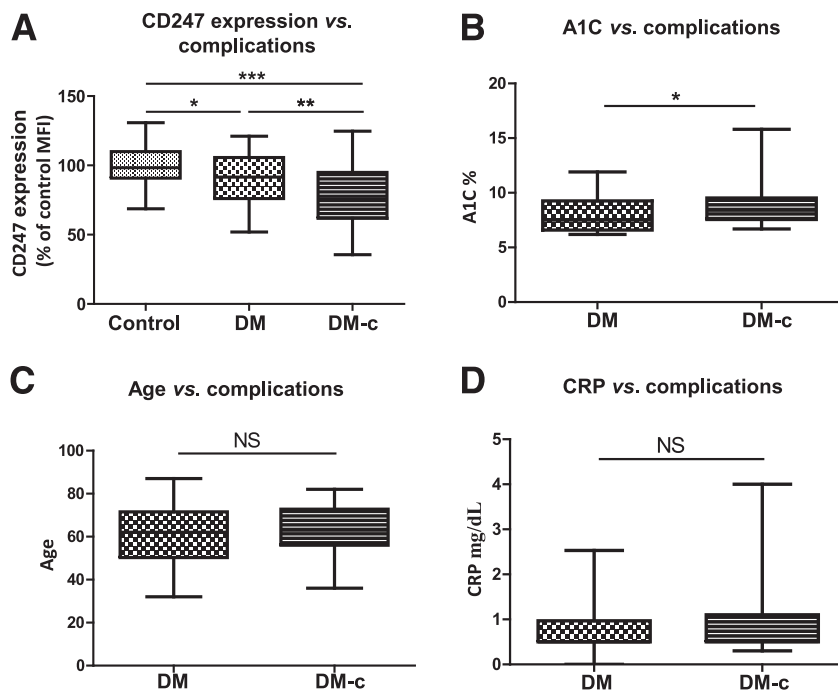 A
CD247 expression vs.
complications
***
* **
150
100
50
0
CD247 expression
(% of control MFI)
Control DM DM-c
B
A1C vs. complications
*
20
15
10
5
0
A1C %
DM DM-c
C
Age vs. complications
NS
100
80
60
40
20
0
Age
DM DM-c
D
CRP vs. complications
NS
5
4
3
2
1
0
CRP mg/dL
DM DM-c